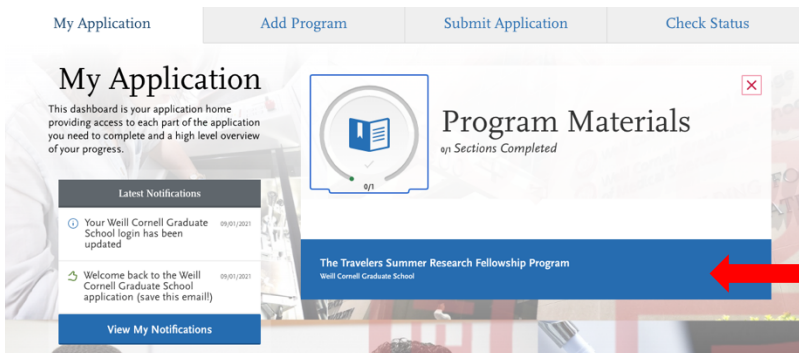 My Application
Add Program
Submit Application
Check Status
My Application
This dashboard is your application home
providing access to each part of the application
you need to complete and a high level overview
of your progress.
Latest Notifications
Your Weill Cornell Graduate
School login has been
updated
09/01/2021
Welcome back to the Weill
Cornell Graduate School
application (save this email!)
09/01/2021
View My Notifications
0/1
Program Materials
0/1 Sections Completed
The Travelers Summer Research Fellowship Program
Weill Cornell Graduate School